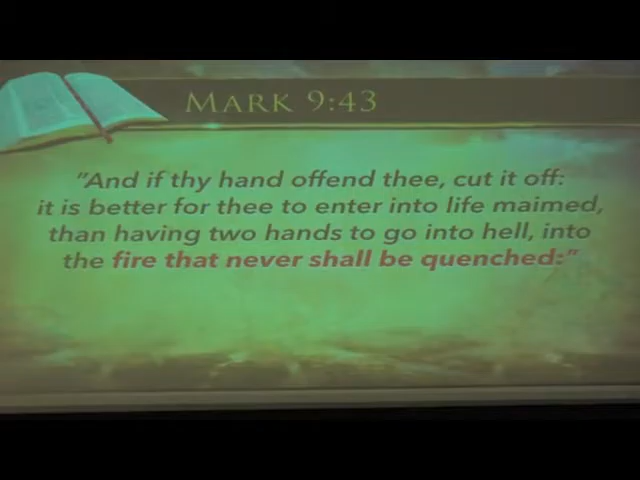 MARK 9:43
"And if thy hand offend thee, cut it off:
it is better for thee to enter into life maimed,
than having two hands to go into hell, into
the fire that never shall be quenched:"